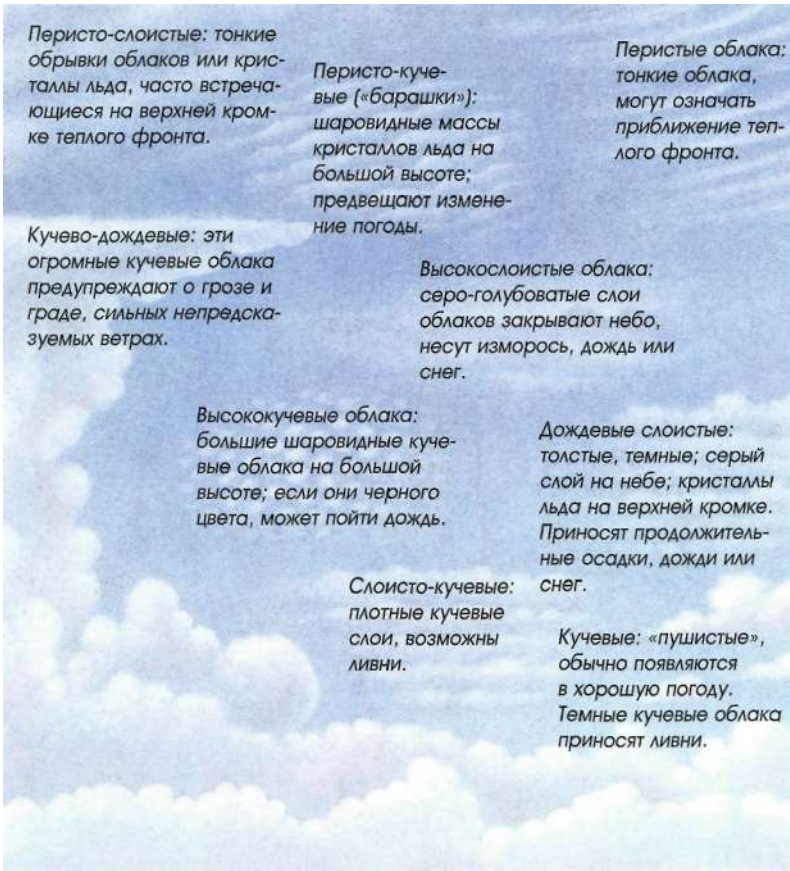 Перисто-слоистые: тонкие
обрывки облаков или крис-
таллы льда, часто встреча-
ющиеся на верхней кром-
ке теплого фронта.
Перисто-куче-
вые («барашки»):
шаровидные массы
кристаллов льда на
большой высоте;
предвещают измене-
ние погоды.
Перистые облака:
тонкие облака,
могут означать
приближение теп-
лого фронта.
Кучево-дождевые: эти
огромные кучевые облака
предупреждают о грозе и
граде, сильных непредска-
зуемых ветрах.
Высокослоистые облака:
серо-голубоватые слои
облаков закрывают небо,
несут изморось, дождь или
снег.
Высококучевые облака:
большие шаровидные куче-
вые облака на большой
высоте; если они черного
цвета, может пойти дождь.
Дождевые слоистые:
толстые, темные; серый
слой на небе; кристаллы
льда на верхней кромке.
Приносят продолжитель-
ные осадки, дожди или
снег.
Слоисто-кучевые:
плотные кучевые
слои, возможны
ливни.
Кучевые: «пушистые»,
обычно появляются
в хорошую погоду.
Темные кучевые облака
приносят ливни.